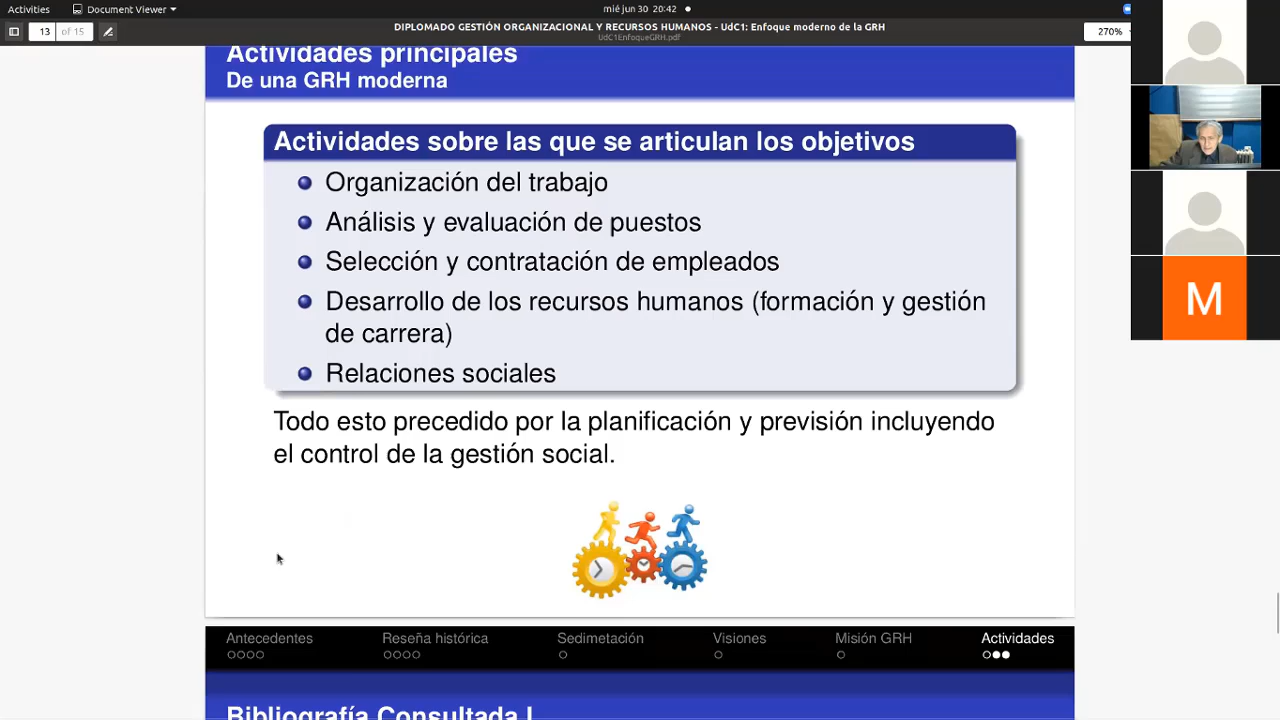 Activities
Document Viewer
mié jun 30 20:42
13 of 15
DIPLOMADO GESTIÓN ORGANIZACIONAL Y RECURSOS HUMANOS - UdC1: Enfoque moderno de la GRH
UdC1EnfoqueGRH.pdf
270%
Actividades principales
De una GRH moderna
Actividades sobre las que se articulan los objetivos
Organización del trabajo
Análisis y evaluación de puestos
Selección y contratación de empleados
Desarrollo de los recursos humanos (formación y gestión
de carrera)
Relaciones sociales
Todo esto precedido por la planificación y previsión incluyendo
el control de la gestión social.
M
Antecedentes Reseña histórica Sedimetación Visiones Misión GRH Actividades
Bibliografía Consultada I